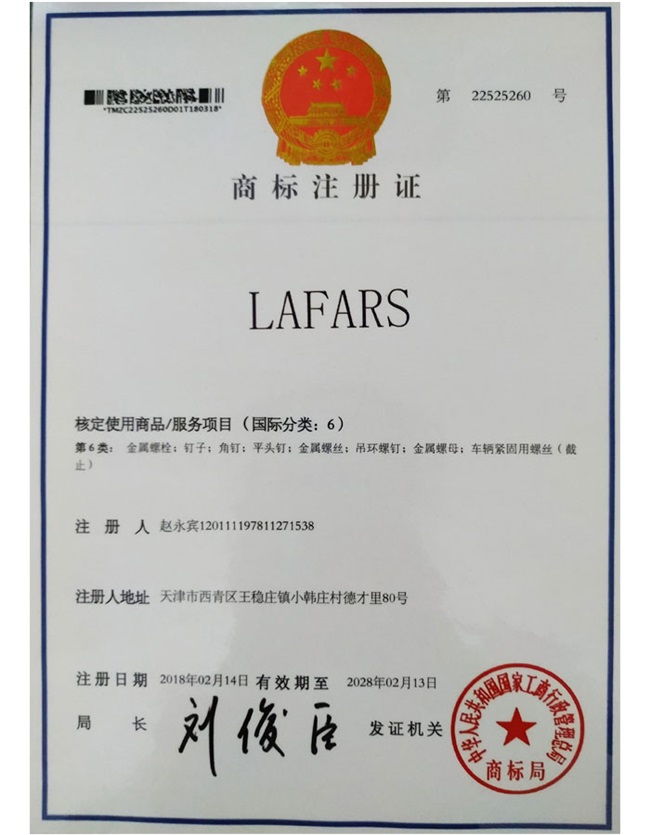 *TMZC22525260D01T180318*
第 22525260 号
商标注册证
LAFARS
核定使用商品/服务项目（国际分类：6）
第6类： 金属螺栓；钉子；角钉；平头钉；金属螺丝；吊环螺钉；金属螺母；车辆紧固用螺丝（截
止）
注册人 赵永宾120111197811271538
注册人地址 天津市西青区王稳庄镇小韩庄村德才里80号
注册日期 2018年02月14日 有效期至 2028年02月13日
局长 刘俊臣 发证机关
中华人民共和国国家工商行政管理总局
商标局